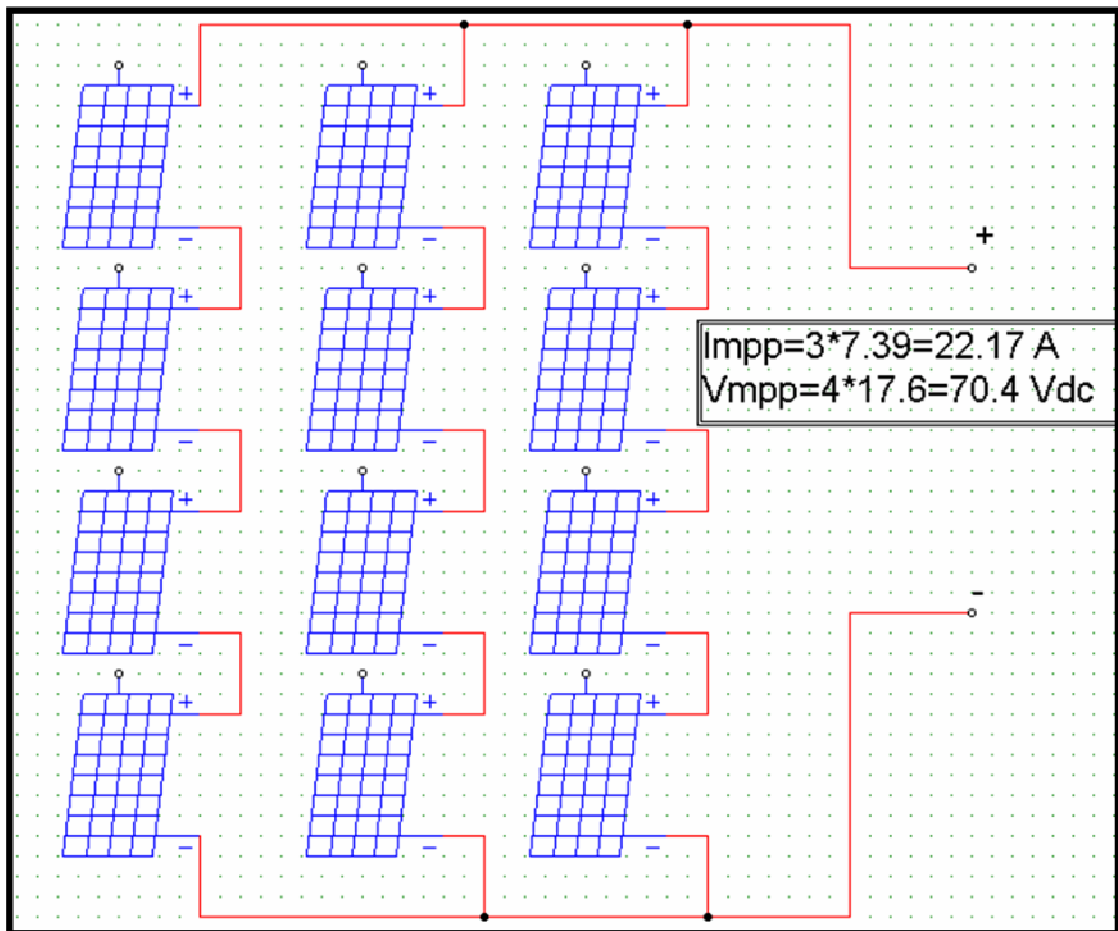 + + +
- - -
+
+ + +
Impp=3*7.39=22.17 A
Vmpp=4*17.6=70.4 Vdc
- - -
+ + +
-
- - -
+ + +
- - -